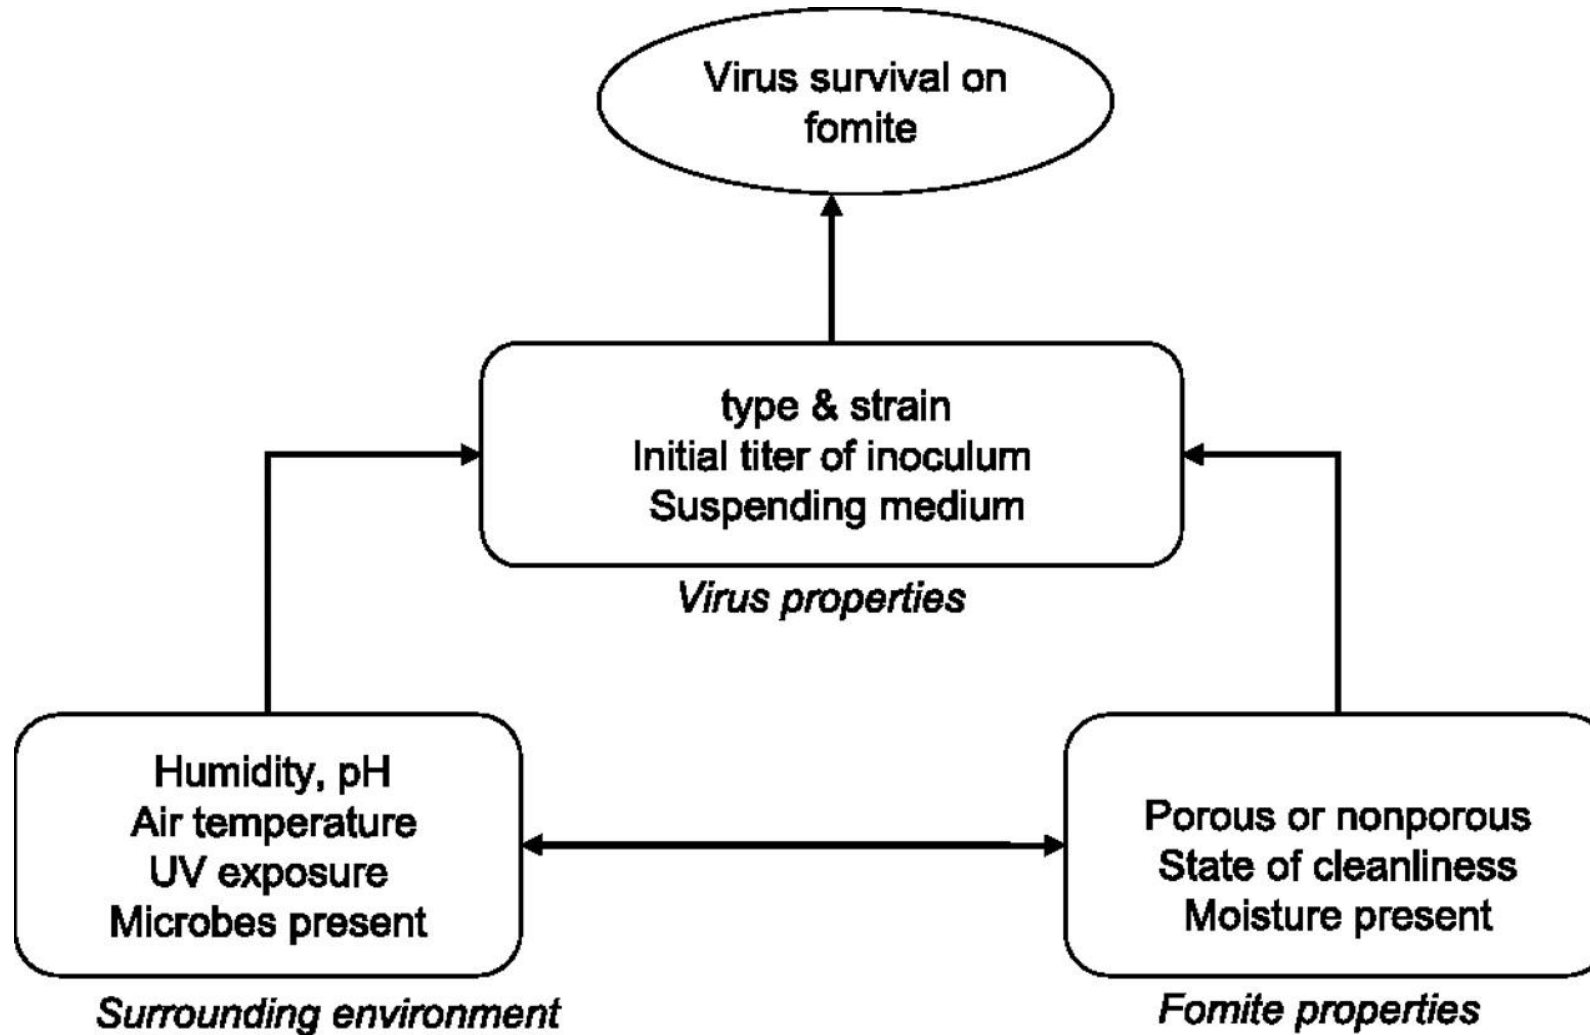 Virus survival on
fomite
type & strain
Initial titer of inoculum
Suspending medium
Virus properties
Humidity, pH
Air temperature
UV exposure
Microbes present
Surrounding environment
Porous or nonporous
State of cleanliness
Moisture present
Fomite properties